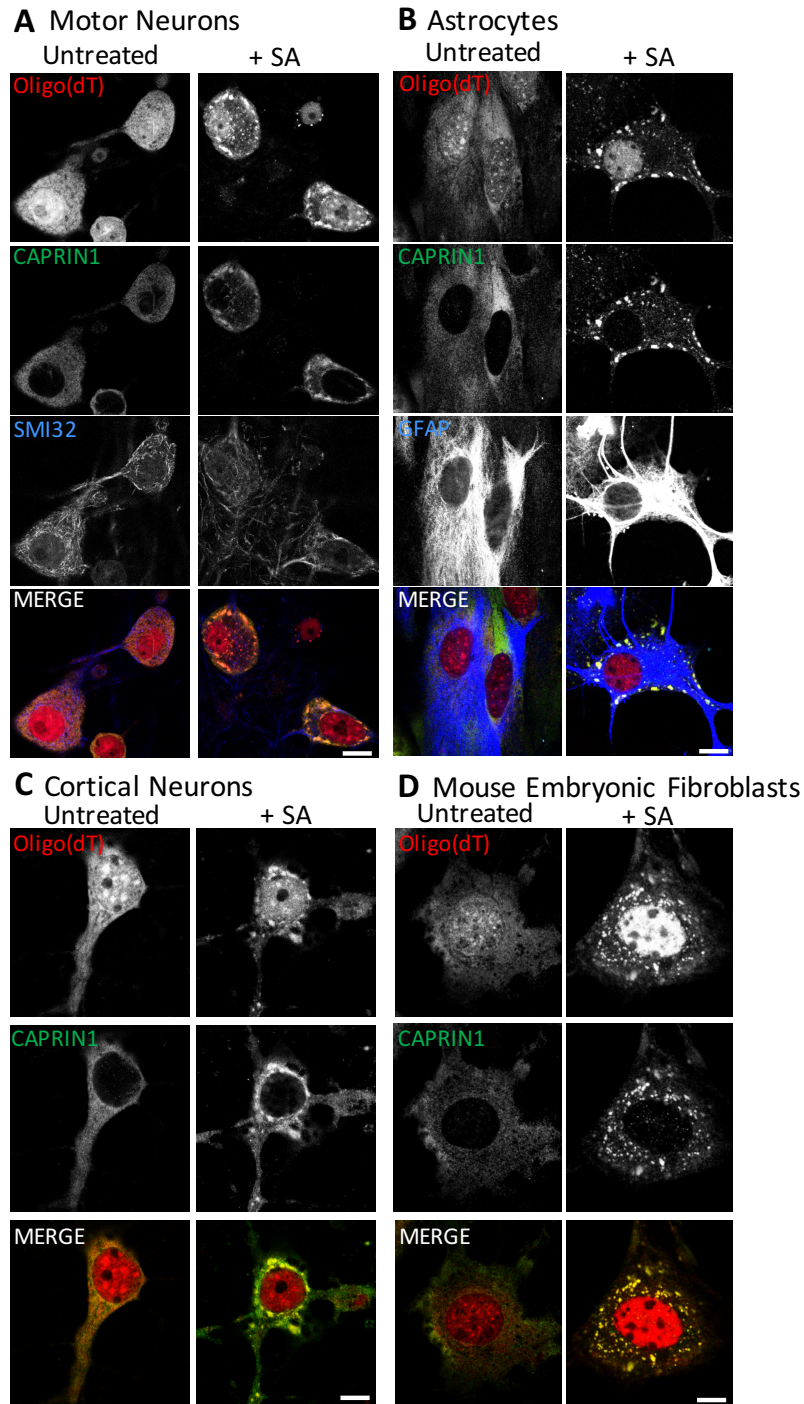 A Motor Neurons
Untreated + SA
Oligo(dT)
CAPRIN1
SMI32
MERGE
B Astrocytes
Untreated + SA
Oligo(dT)
CAPRIN1
GFAP
MERGE
C Cortical Neurons
Untreated + SA
Oligo(dT)
CAPRIN1
MERGE
D Mouse Embryonic Fibroblasts
Untreated + SA
Oligo(dT)
CAPRIN1
MERGE